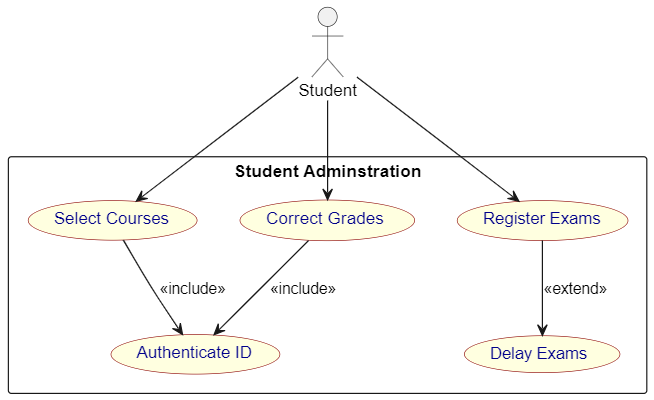 Student
Student Adminstration
Select Courses
Correct Grades
Register Exams
«include»
«include»
«extend»
Authenticate ID
Delay Exams